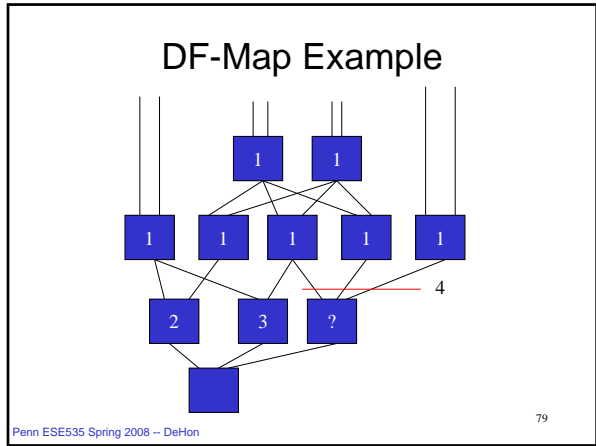 DF-Map Example
1 1
1 1 1 1 1
4
2 3 ?
79
Penn ESE535 Spring 2008 -- DeHon